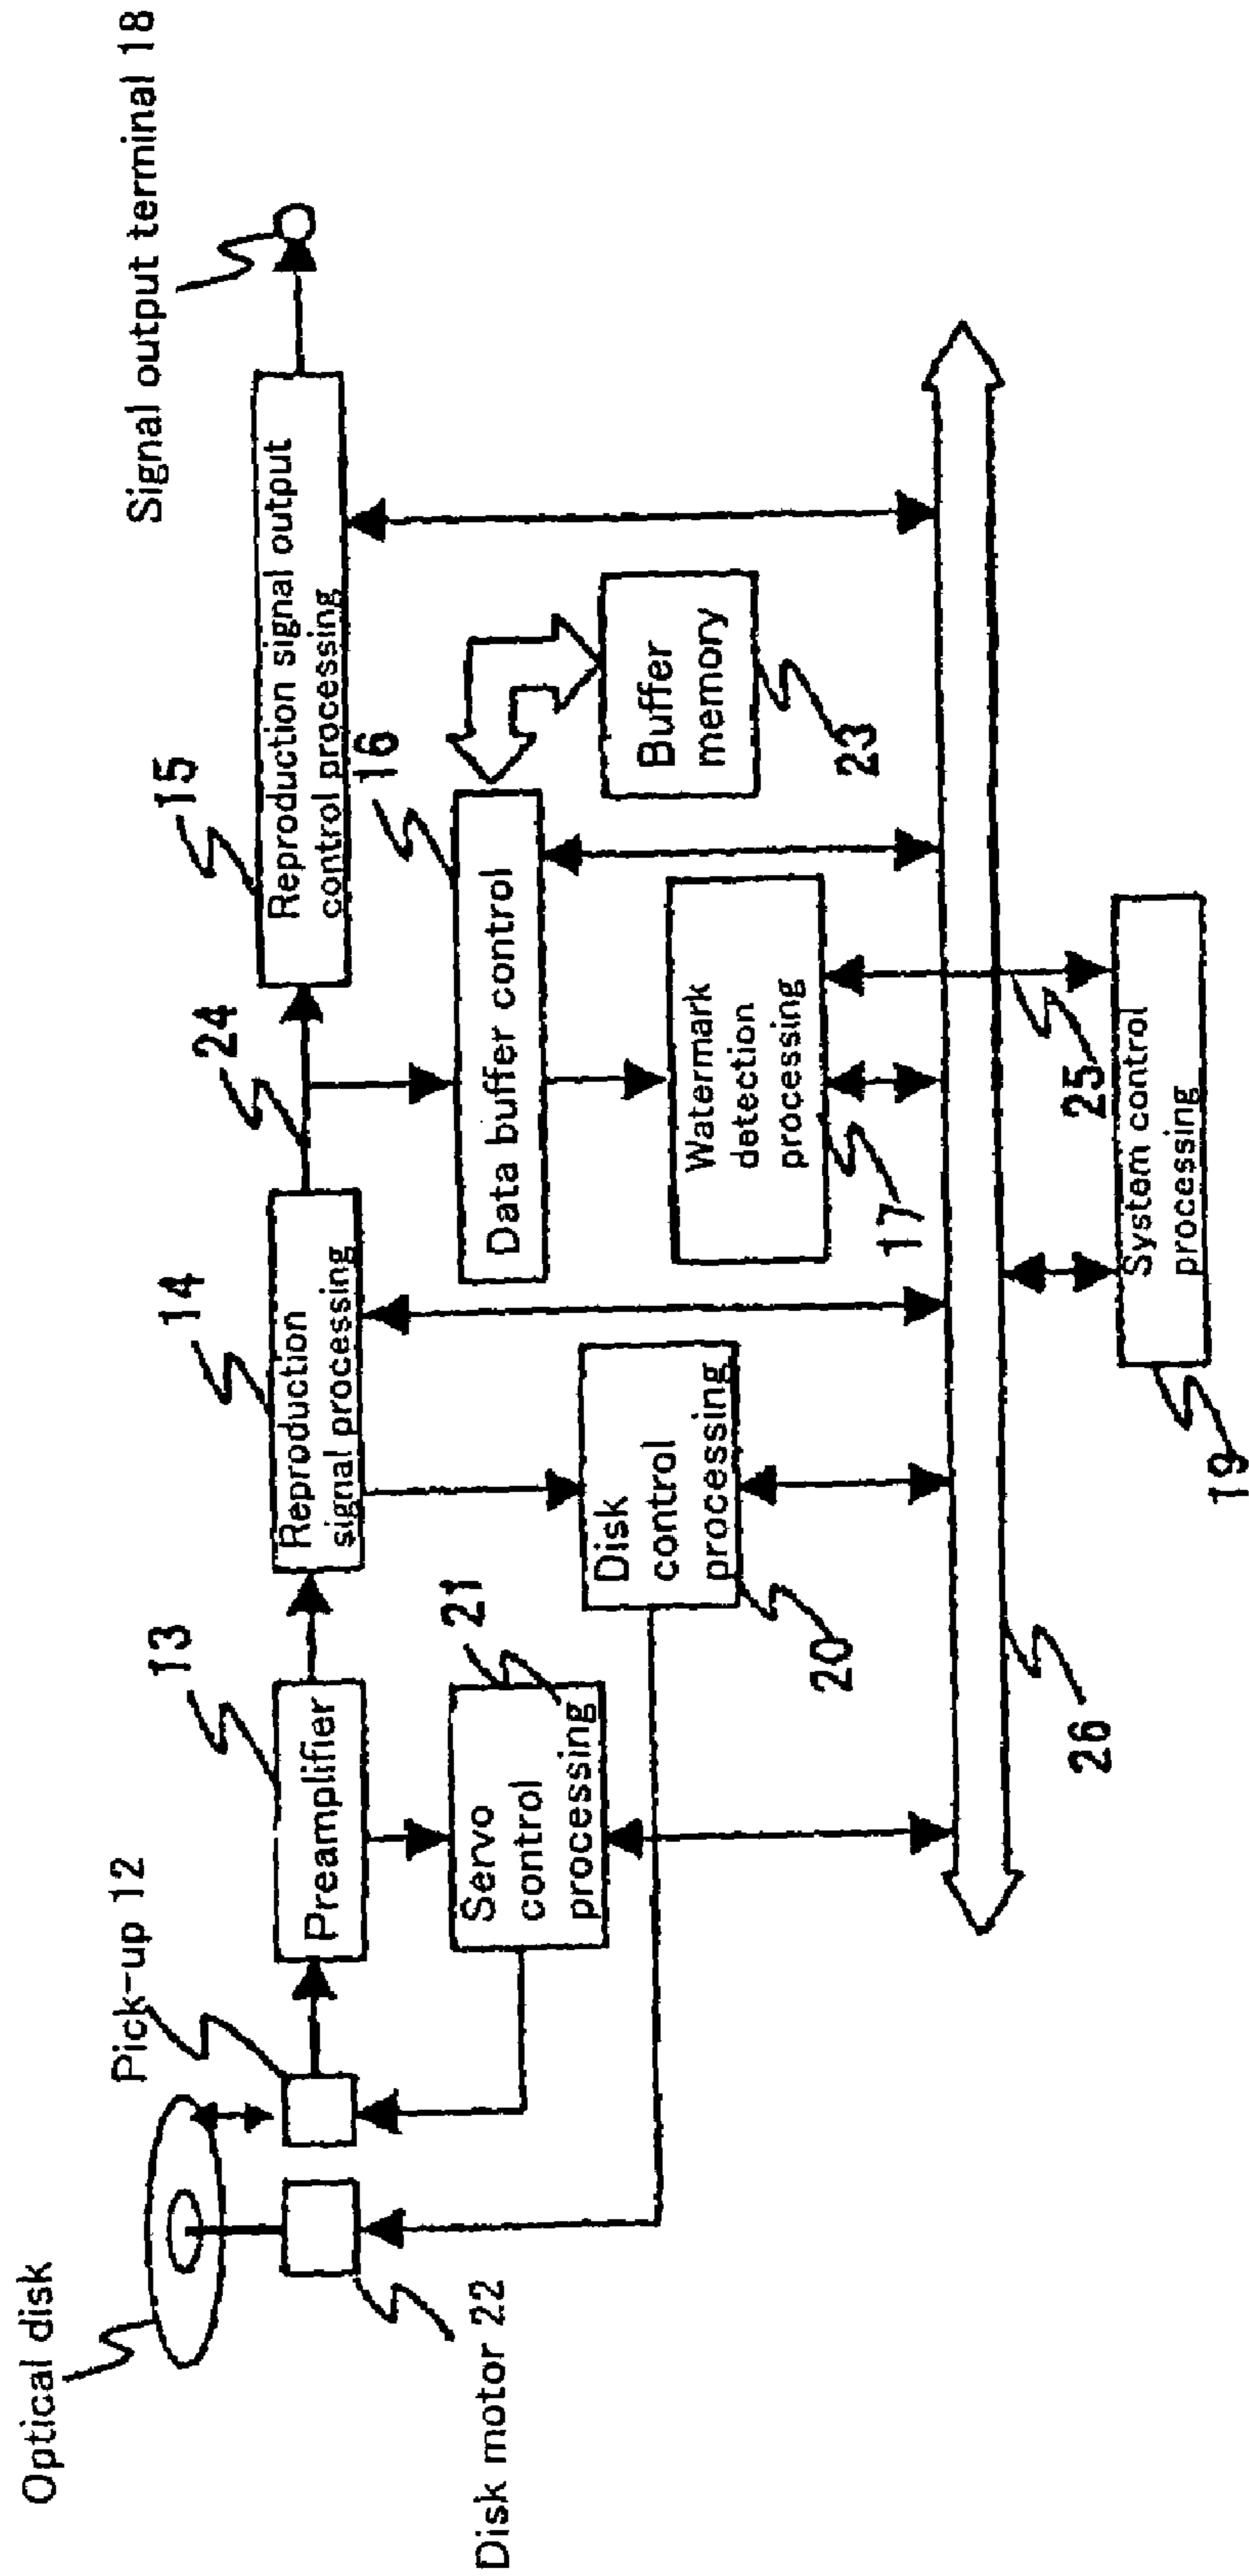 Optical disk
Pick-up 12
Disk motor 22
13
Preamplifier
21
Servo
control
processing
14
Reproduction
signal processing
20
Disk
control
processing
24
15
Reproduction signal output
control processing
Signal output terminal 18
16
Data buffer control
Buffer
memory
23
17
Watermark
detection
processing
25
System control
processing
19
26